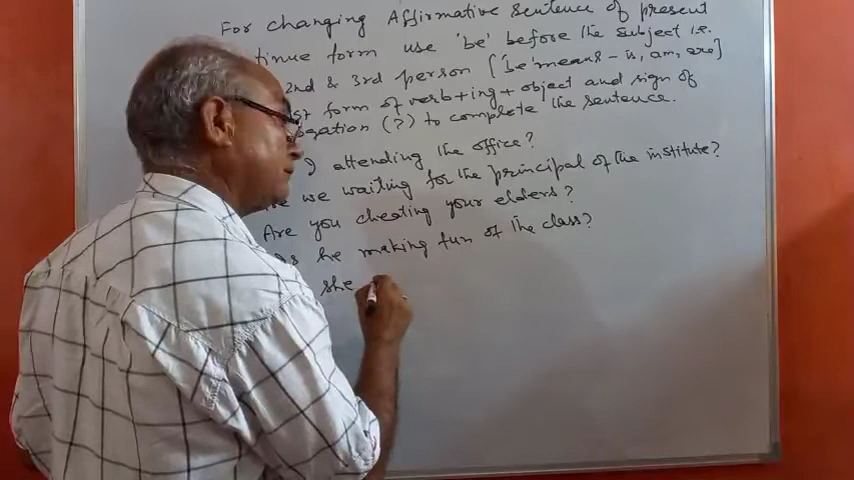 For changing Affirmative sentence of present
tinue form use 'be' before the subject i.e.
2nd & 3rd person ['be' means - is, am, are]
form of verb+ing+object and sign of
gation (?) to complete the sentence.
I attending the office?
we waiting for the principal of the institute?
Are you cheating your elders?
he making fun of the class?
she